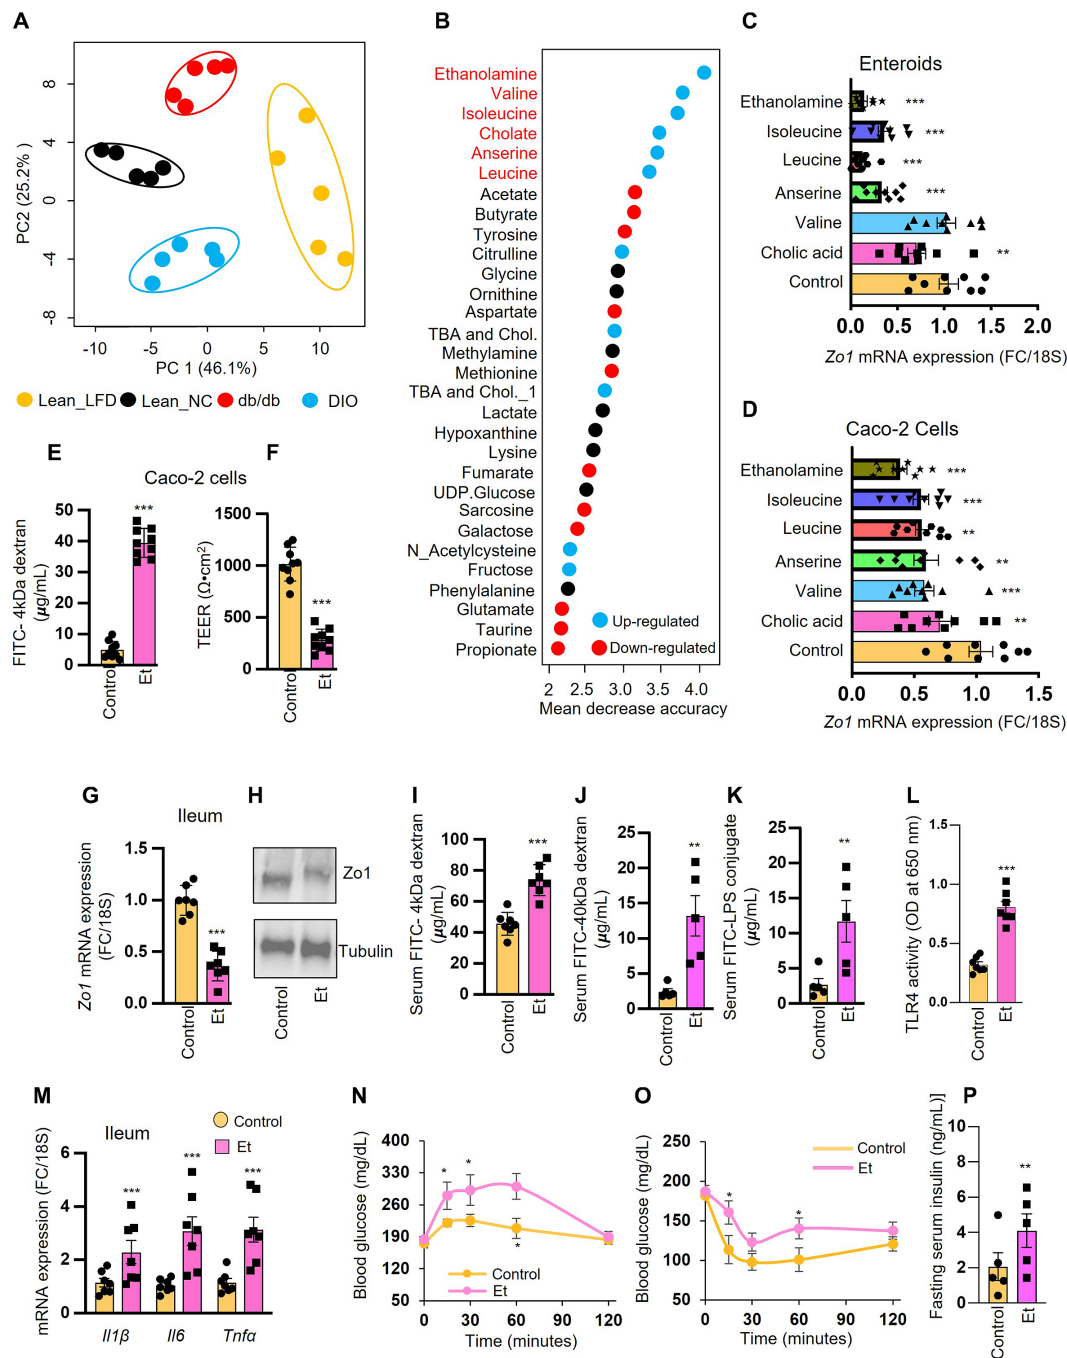 A
PC2 (25.2%)
8
4
0
-4
-8
-10
-5
0
5
10
PC 1 (46.1%)
Lean_LFD
Lean_NC
db/db
DIO
B
Ethanolamine
Valine
Isoleucine
Cholate
Anserine
Leucine
Acetate
Butyrate
Tyrosine
Citrulline
Glycine
Ornithine
Aspartate
TBA and Chol.
Methylamine
Methionine
TBA and Chol._1
Lactate
Hypoxanthine
Lysine
Fumarate
UDP.Glucose
Sarcosine
Galactose
N_Acetylcysteine
Fructose
Phenylalanine
Glutamate
Taurine
Propionate
Up-regulated
Down-regulated
2
2.5
3.0
3.5
4.0
Mean decrease accuracy
C
Enteroids
Ethanolamine
***
Isoleucine
***
Leucine
***
Anserine
***
Valine
Cholic acid
**
Control
0.0
0.5
1.0
1.5
2.0
Zo1 mRNA expression (FC/18S)
D
Caco-2 Cells
Ethanolamine
***
Isoleucine
***
Leucine
**
Anserine
**
Valine
***
Cholic acid
**
Control
0.0
0.5
1.0
1.5
Zo1 mRNA expression (FC/18S)
E
Caco-2 cells
FITC- 4kDa dextran
(µg/mL)
50
40
30
20
10
0
***
Control
Et
F
TEER (Ω•cm²)
1500
1000
500
0
***
Control
Et
G
Ileum
Zo1 mRNA expression
(FC/18S)
1.5
1.0
0.5
0.0
***
Control
Et
H
Zo1
Tubulin
Control
Et
I
Serum FITC- 4kDa dextran
(µg/mL)
100
80
60
40
20
0
***
Control
Et
J
Serum FITC-40kDa dextran
(µg/mL)
25
20
15
10
5
0
**
Control
Et
K
Serum FITC-LPS conjugate
(µg/mL)
25
20
15
10
5
0
**
Control
Et
L
TLR4 activity (OD at 650 nm)
1.5
1.0
0.5
0.0
***
Control
Et
M
Ileum
Control
Et
mRNA expression (FC/18S)
6
4
2
0
***
***
***
Il1β
Il6
Tnfα
N
Blood glucose (mg/dL)
400
330
260
190
120
50
*
*
*
Control
Et
0
30
60
120
Time (minutes)
O
Blood glucose (mg/dL)
250
200
150
100
50
*
*
Control
Et
0
30
60
120
Time (minutes)
P
Fasting serum insulin (ng/mL)]
10
8
6
4
2
0
**
Control
Et